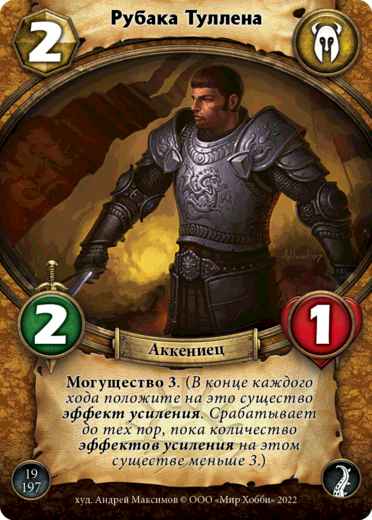 Рубака Туллена
2
2
1
Аккениец
Могущество 3. (В конце каждого
хода положите на это существо
эффект усиления. Срабатывает
до тех пор, пока количество
эффектов усиления на этом
существе меньше 3.)
19
197
худ. Андрей Максимов © ООО «Мир Хобби» 2022